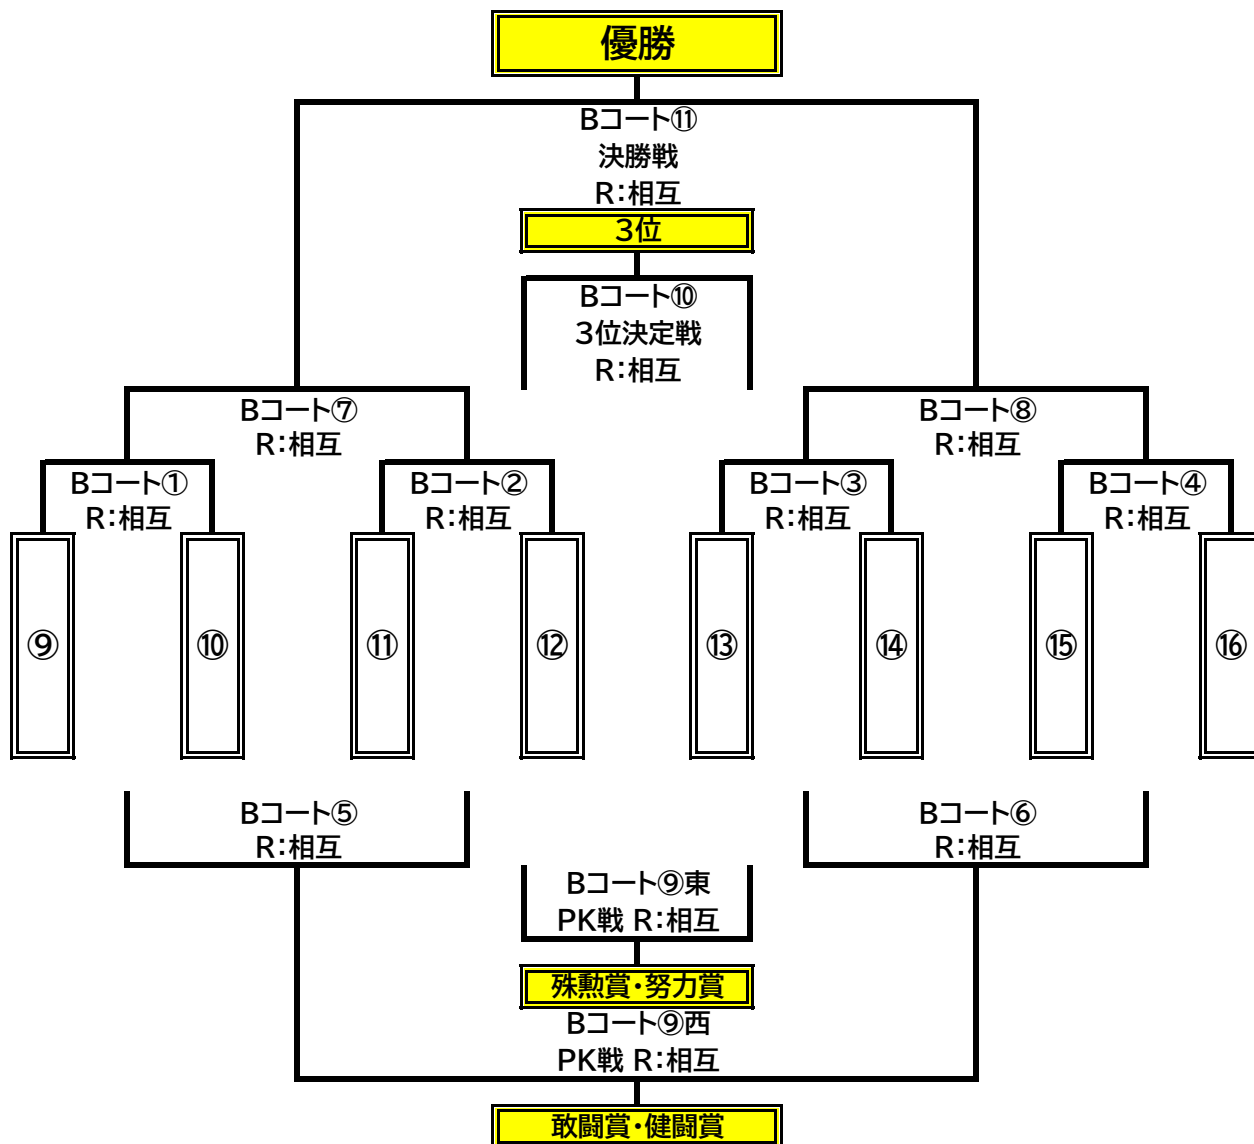 優勝
Bコート⑪
決勝戦
R:相互
3位
Bコート⑩
3位決定戦
R:相互
Bコート⑦
R:相互
Bコート⑧
R:相互
Bコート①
R:相互
Bコート②
R:相互
Bコート③
R:相互
Bコート④
R:相互
⑨
⑩
⑪
⑫
⑬
⑭
⑮
⑯
Bコート⑤
R:相互
Bコート⑥
R:相互
Bコート⑨東
PK戦 R:相互
殊勲賞・努力賞
Bコート⑨西
PK戦 R:相互
敢闘賞・健闘賞